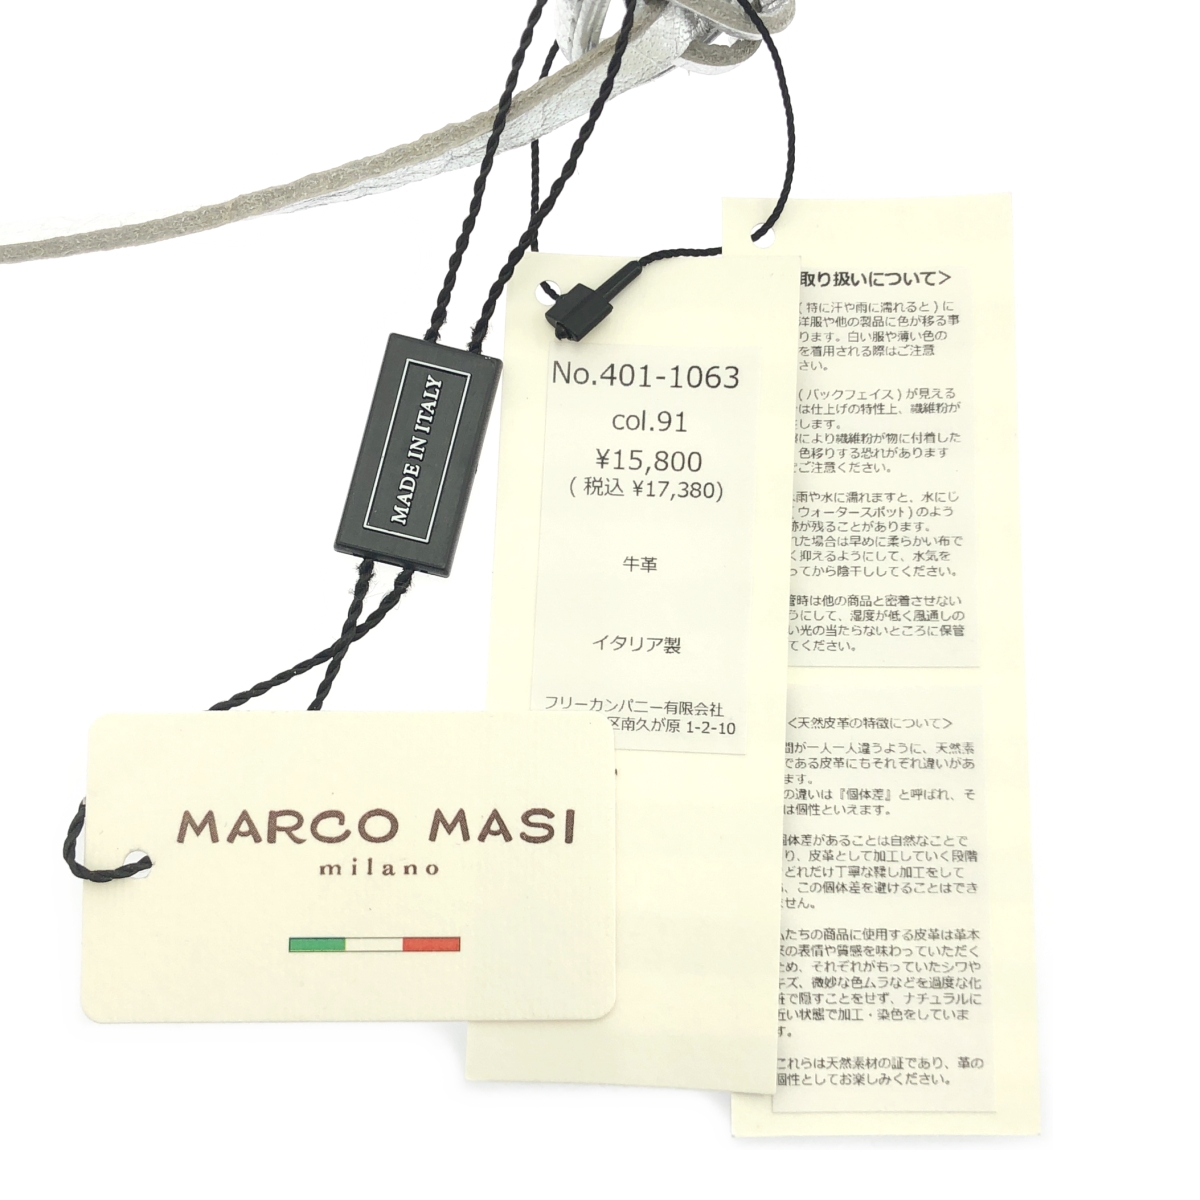 MADE IN ITALY
No.401-1063
col.91
¥15,800
( 税込 ¥17,380)
牛革
イタリア製
フリーカンパニー有限会社
区南久が原 1-2-10
MARCO MASI
milano
取り扱いについて＞
(特に汗や雨に濡れると)に
洋服や他の製品に色が移る事
ります。白い服や薄い色の
を着用される際はご注意
さい。
(バックフェイス)が見える
は仕上げの特性上、繊維粉が
します。
により繊維粉が物に付着した
色移りする恐れがあります
ご注意ください。
雨や水に濡れますと、水にじ
ウォータースポット)のよう
跡が残ることがあります。
れた場合は早めに柔らかい布で
く抑えるようにして、水気を
ってから陰干ししてください。
管時は他の商品と密着させない
うにして、湿度が低く風通しの
い光の当たらないところに保管
てください。
＜天然皮革の特徴について＞
間が一人一人違うように、天然素
である皮革にもそれぞれ違いがあ
ます。
の違いは『個体差』と呼ばれ、そ
は個性といえます。
個体差があることは自然なことで
り、皮革として加工していく段階
どれだけ丁寧な鞣し加工をして
、この個体差を避けることはでき
せん。
たちの商品に使用する皮革は革本
来の表情や質感を味わっていただく
ため、それぞれがもっていたシワや
キズ、微妙な色ムラなどを過度な化
粧で隠すことをせず、ナチュラルに
近い状態で加工・染色をしていま
す。
これらは天然素材の証であり、革の
個性としてお楽しみください。